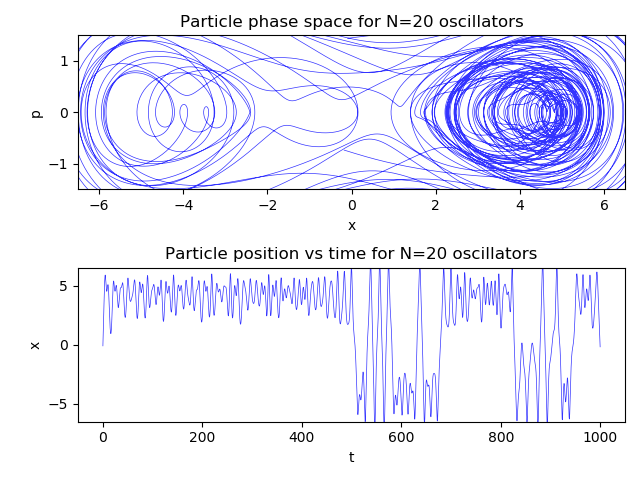 Particle phase space for N=20 oscillators
1
0
−1
p
−6 −4 −2 0 2 4 6
x
Particle position vs time for N=20 oscillators
5
0
−5
x
0 200 400 600 800 1000
t